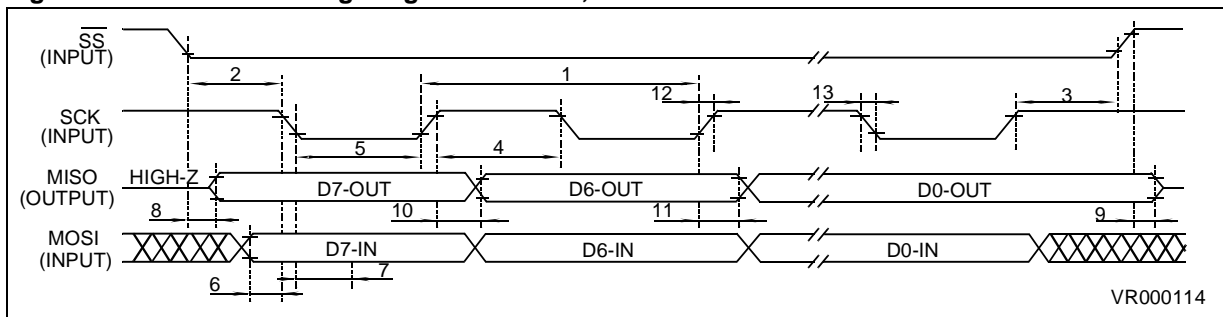 SS
(INPUT)
2
1
12
13
3
SCK
(INPUT)
5
4
MISO
(OUTPUT)
HIGH-Z
D7-OUT
D6-OUT
D0-OUT
8
10
11
9
MOSI
(INPUT)
D7-IN
D6-IN
D0-IN
6
7
VR000114